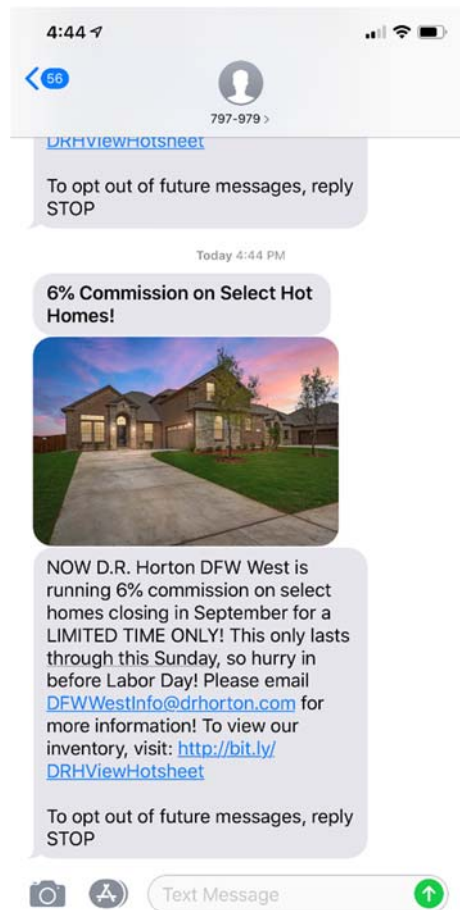 4:44
56
797-979 >
DRHViewHotsheet
To opt out of future messages, reply
STOP
Today 4:44 PM
6% Commission on Select Hot
Homes!
NOW D.R. Horton DFW West is
running 6% commission on select
homes closing in September for a
LIMITED TIME ONLY! This only lasts
through this Sunday, so hurry in
before Labor Day! Please email
DFWWestInfo@drhorton.com for
more information! To view our
inventory, visit: http://bit.ly/
DRHViewHotsheet
To opt out of future messages, reply
STOP
Text Message